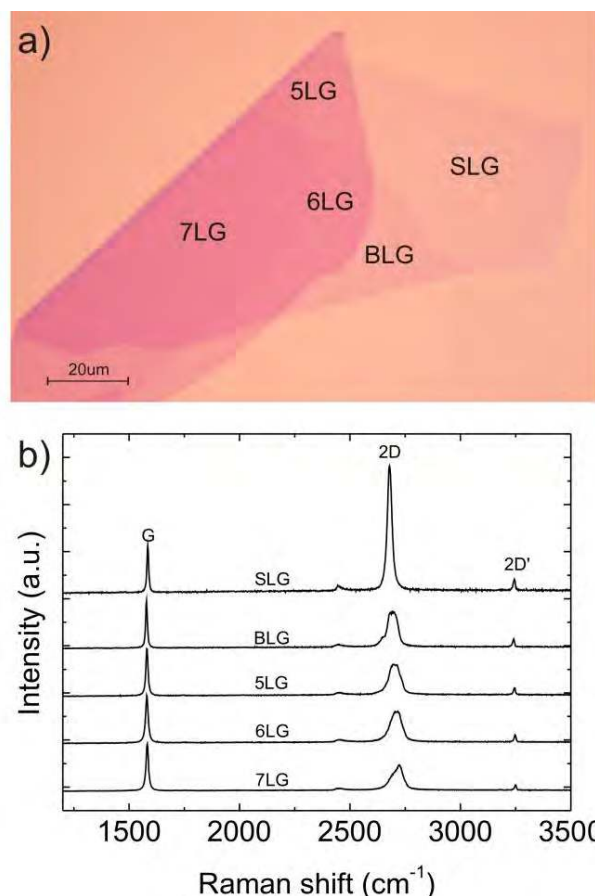 a)
5LG
SLG
6LG
7LG
BLG
20um
b)
2D
G
2D'
SLG
BLG
5LG
6LG
7LG
Intensity (a.u.)
1500 2000 2500 3000 3500
Raman shift (cm⁻¹)